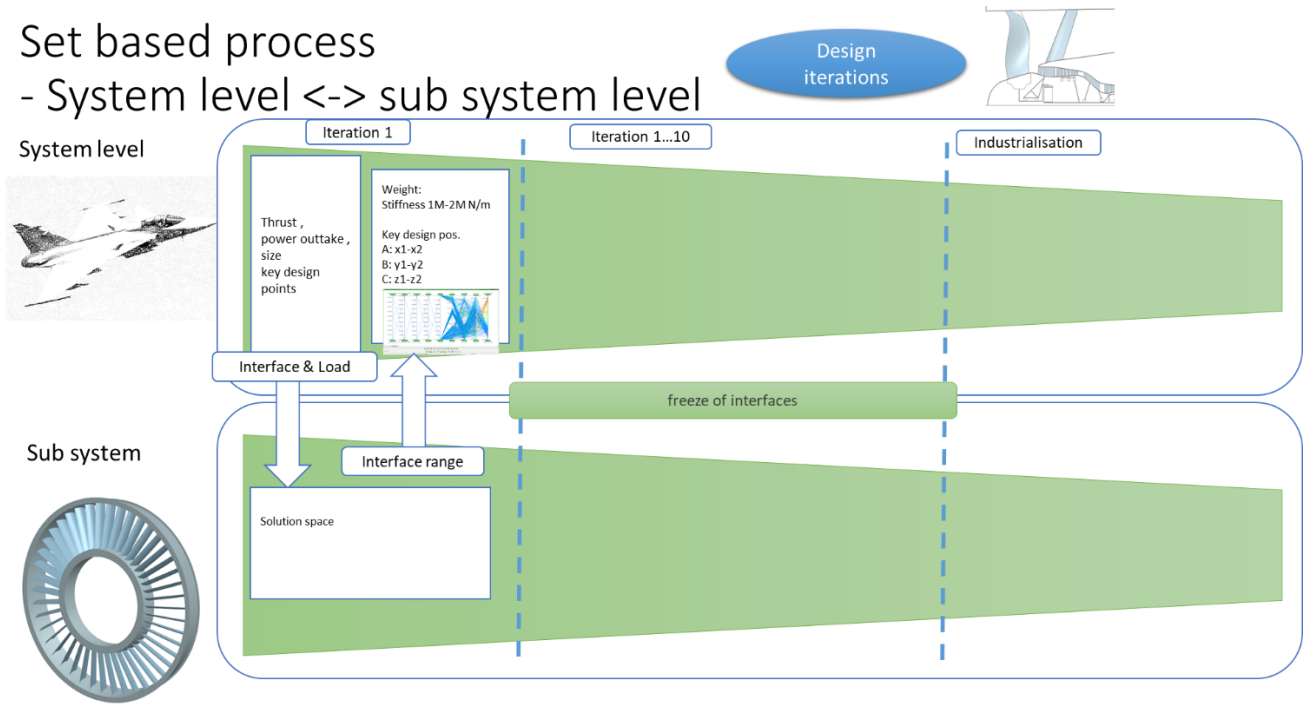 Set based process
- System level <-> sub system level
Design
iterations
System level
Iteration 1
Iteration 1...10
Industrialisation
Thrust ,
power outtake ,
size
key design
points
Weight:
Stiffness 1M-2M N/m
Key design pos.
A: x1-x2
B: y1-y2
C: z1-z2
Interface & Load
freeze of interfaces
Sub system
Interface range
Solution space